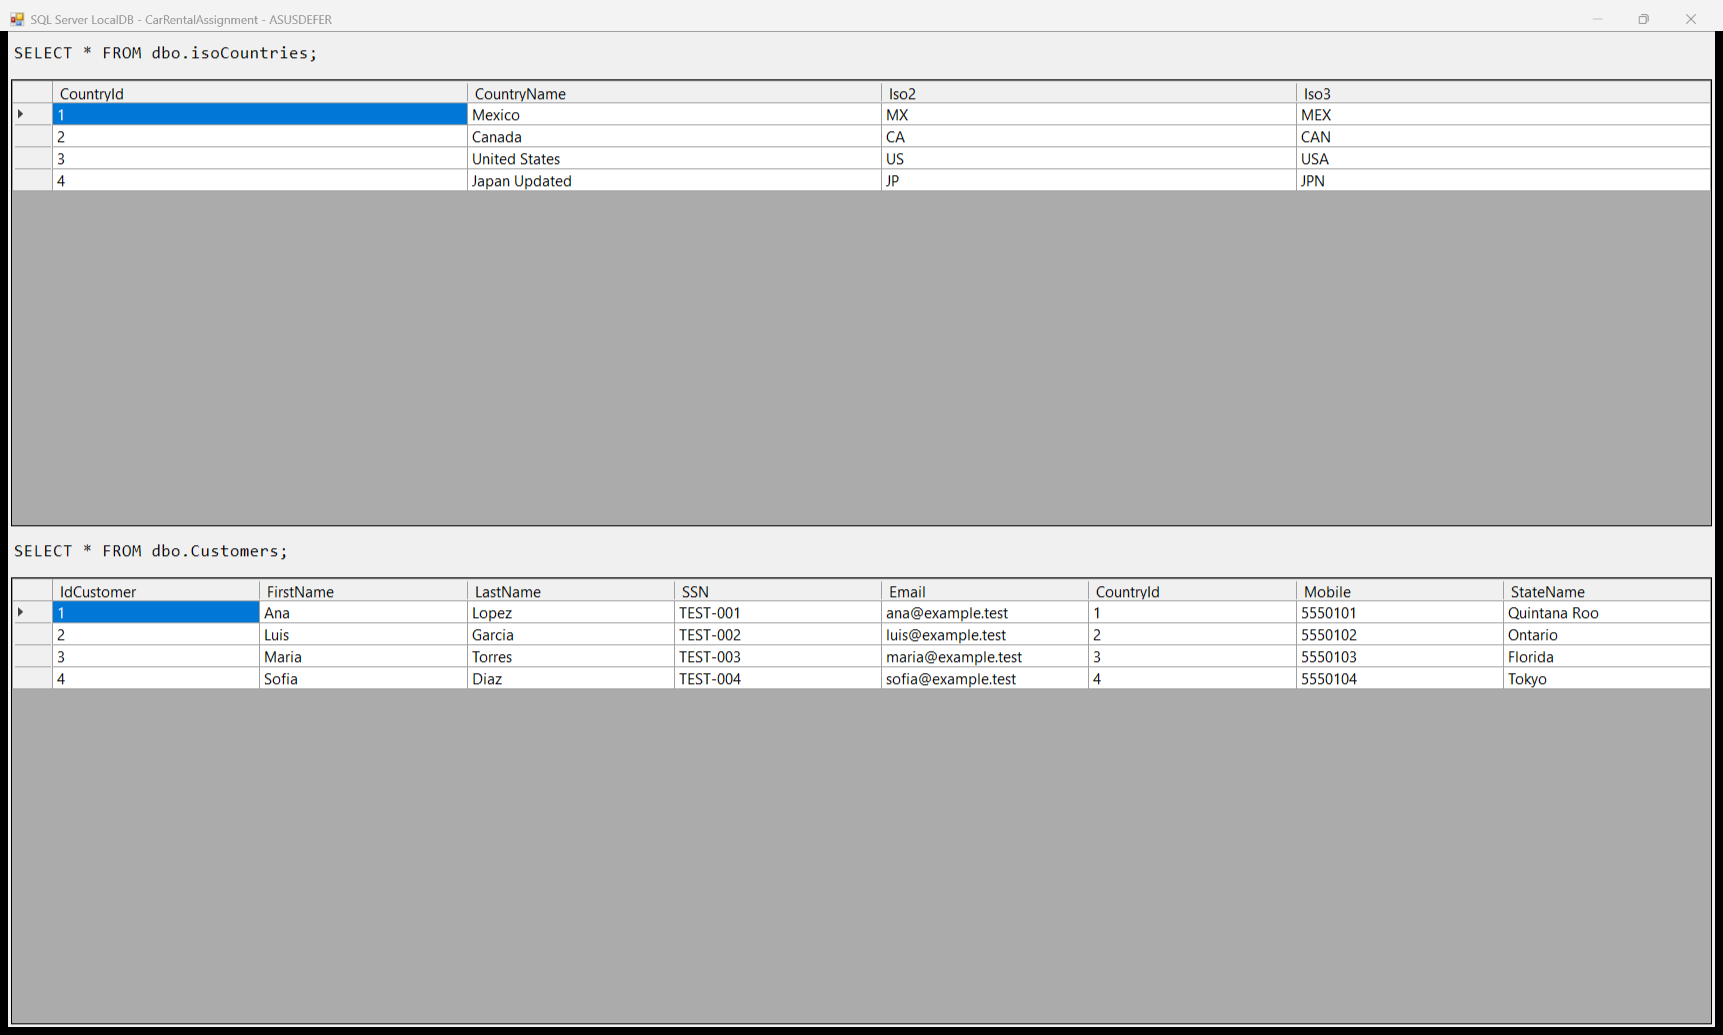 SQL Server LocalDB - CarRentalAssignment - ASUSDEFER
SELECT * FROM dbo.isoCountries;
CountryId CountryName Iso2 Iso3
1 Mexico MX MEX
2 Canada CA CAN
3 United States US USA
4 Japan Updated JP JPN
SELECT * FROM dbo.Customers;
IdCustomer FirstName LastName SSN Email CountryId Mobile StateName
1 Ana Lopez TEST-001 ana@example.test 1 5550101 Quintana Roo
2 Luis Garcia TEST-002 luis@example.test 2 5550102 Ontario
3 Maria Torres TEST-003 maria@example.test 3 5550103 Florida
4 Sofia Diaz TEST-004 sofia@example.test 4 5550104 Tokyo